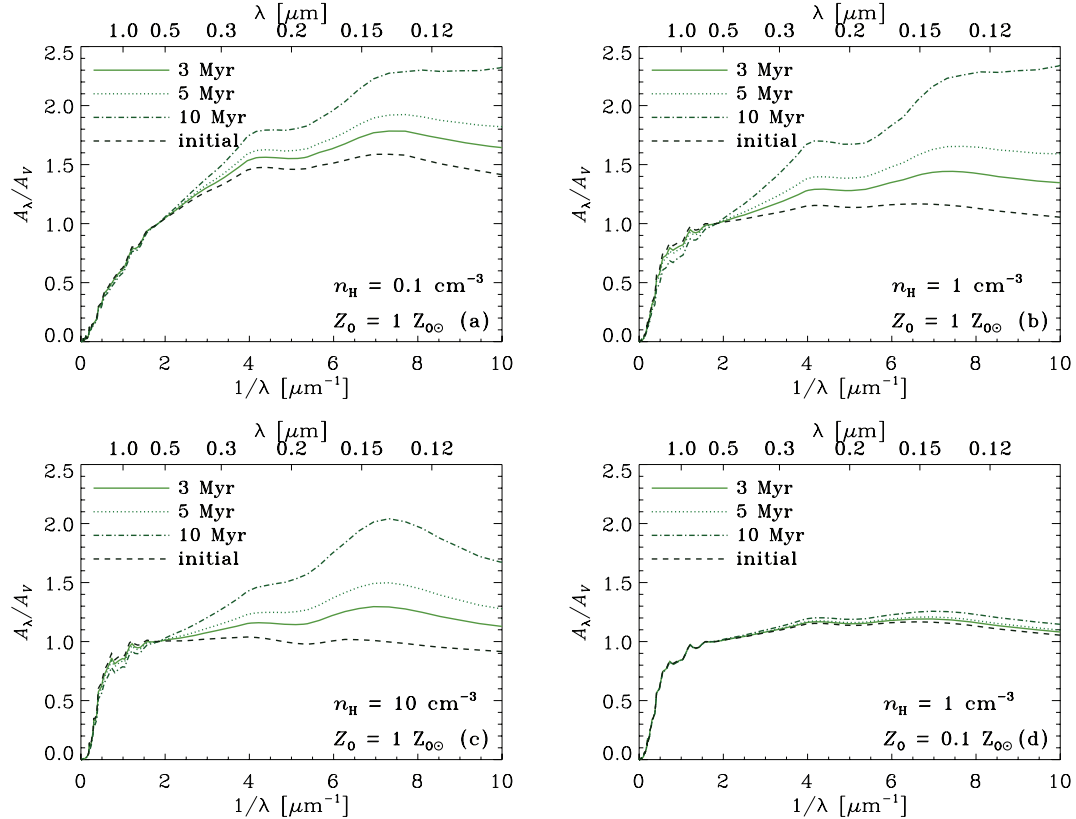 λ [μm]
1.0 0.5 0.3 0.2 0.15 0.12
2.5
2.0
1.5
1.0
0.5
0.0
A_λ/A_V
3 Myr
5 Myr
10 Myr
initial
n_H = 0.1 cm⁻³
Z_O = 1 Z_O⊙ (a)
0 2 4 6 8 10
1/λ [μm⁻¹]
λ [μm]
1.0 0.5 0.3 0.2 0.15 0.12
2.5
2.0
1.5
1.0
0.5
0.0
A_λ/A_V
3 Myr
5 Myr
10 Myr
initial
n_H = 1 cm⁻³
Z_O = 1 Z_O⊙ (b)
0 2 4 6 8 10
1/λ [μm⁻¹]
λ [μm]
1.0 0.5 0.3 0.2 0.15 0.12
2.5
2.0
1.5
1.0
0.5
0.0
A_λ/A_V
3 Myr
5 Myr
10 Myr
initial
n_H = 10 cm⁻³
Z_O = 1 Z_O⊙ (c)
0 2 4 6 8 10
1/λ [μm⁻¹]
λ [μm]
1.0 0.5 0.3 0.2 0.15 0.12
2.5
2.0
1.5
1.0
0.5
0.0
A_λ/A_V
3 Myr
5 Myr
10 Myr
initial
n_H = 1 cm⁻³
Z_O = 0.1 Z_O⊙ (d)
0 2 4 6 8 10
1/λ [μm⁻¹]